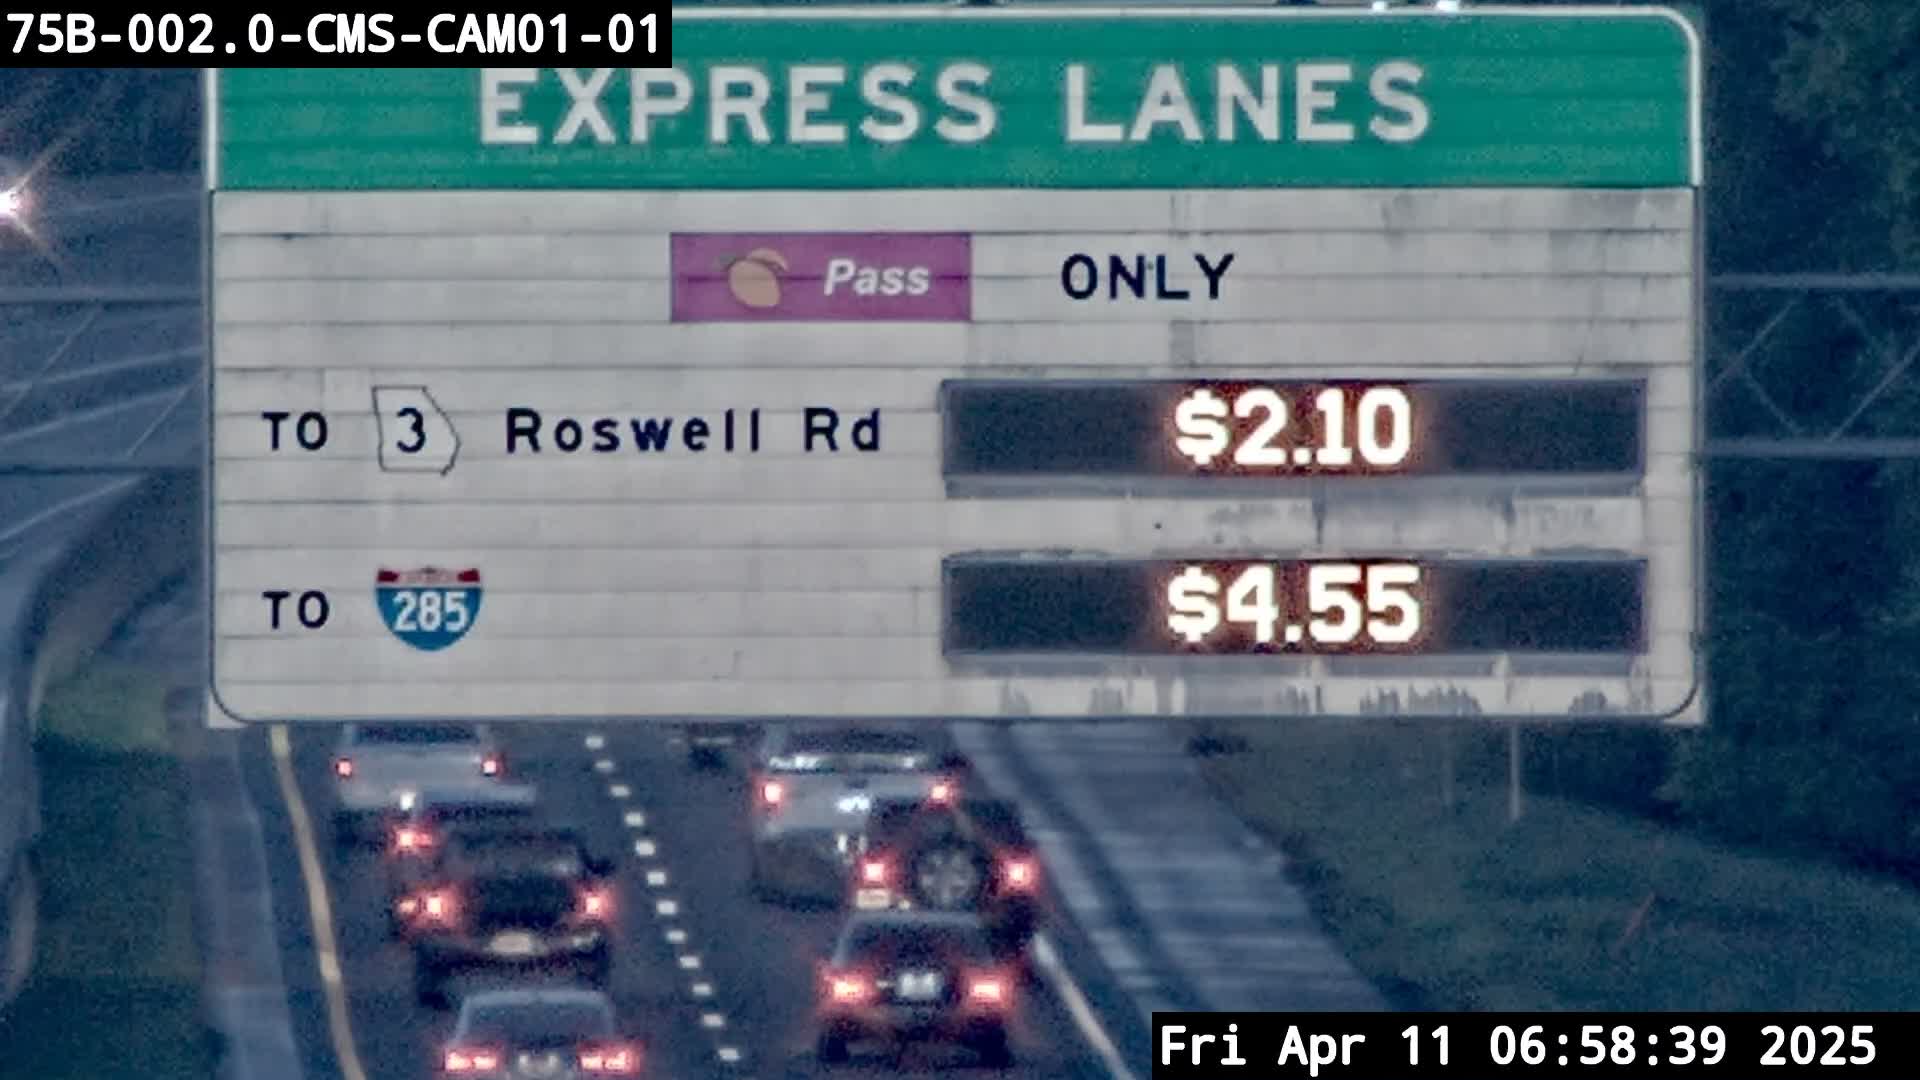 75B-002.0-CMS-CAM01-01
EXPRESS LANES
Pass ONLY
TO 3 Roswell Rd $2.10
TO 285 $4.55
Fri Apr 11 06:58:39 2025